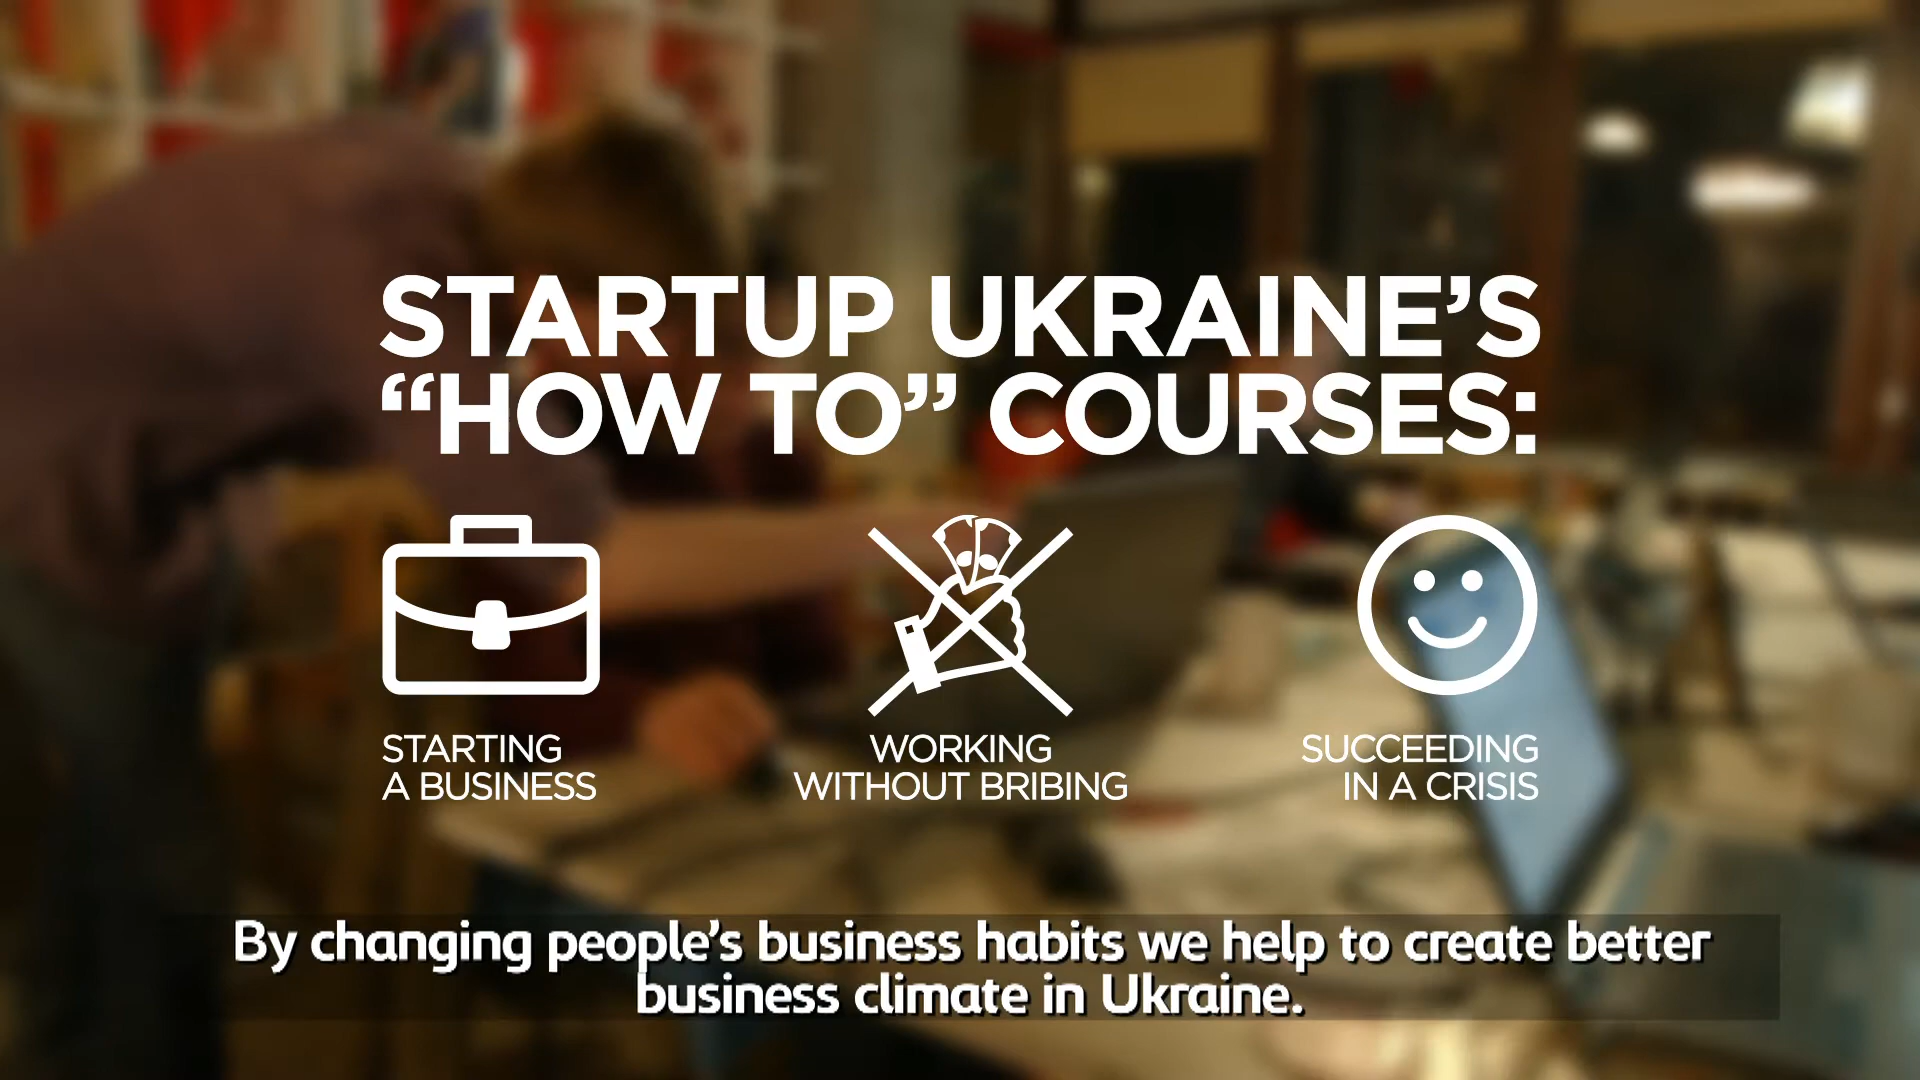 STARTUP UKRAINE’S
“HOW TO” COURSES:
STARTING
A BUSINESS
WORKING
WITHOUT BRIBING
SUCCEEDING
IN A CRISIS
By changing people’s business habits we help to create better
business climate in Ukraine.